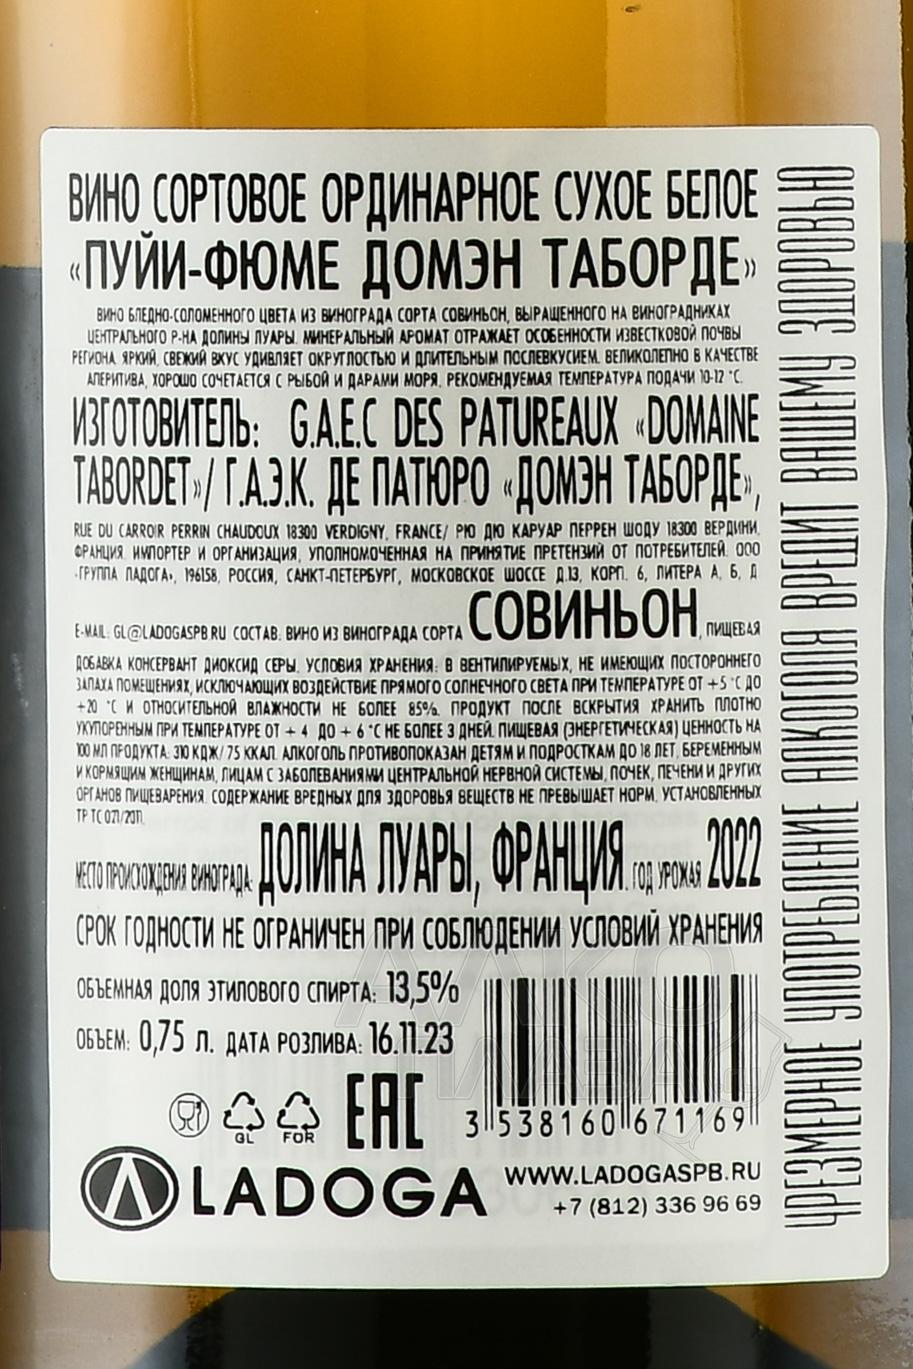 ВИНО СОРТОВОЕ ОРДИНАРНОЕ СУХОЕ БЕЛОЕ
«ПУЙИ-ФЮМЕ ДОМЭН ТАБОРДЕ»
ВИНО БЛЕДНО-СОЛОМЕННОГО ЦВЕТА ИЗ ВИНОГРАДА СОРТА СОВИНЬОН, ВЫРАЩЕННОГО НА ВИНОГРАДНИКАХ
ЦЕНТРАЛЬНОГО Р-НА ДОЛИНЫ ЛУАРЫ. МИНЕРАЛЬНЫЙ АРОМАТ ОТРАЖАЕТ ОСОБЕННОСТИ ИЗВЕСТКОВОЙ ПОЧВЫ
РЕГИОНА. ЯРКИЙ, СВЕЖИЙ ВКУС УДИВЛЯЕТ ОКРУГЛОСТЬЮ И ДЛИТЕЛЬНЫМ ПОСЛЕВКУСИЕМ. ВЕЛИКОЛЕПНО В КАЧЕСТВЕ
АПЕРИТИВА, ХОРОШО СОЧЕТАЕТСЯ С РЫБОЙ И ДАРАМИ МОРЯ. РЕКОМЕНДУЕМАЯ ТЕМПЕРАТУРА ПОДАЧИ 10-12 °С.
ИЗГОТОВИТЕЛЬ: G.A.E.C DES PATUREAUX «DOMAINE
TABORDET»/ Г.А.Э.К. ДЕ ПАТЮРО «ДОМЭН ТАБОРДЕ»,
RUE DU CARROIR PERRIN CHAUDOUX 18300 VERDIGNY, FRANCE/ РЮ ДЮ КАРУАР ПЕРРЕН ШОДУ 18300 ВЕРДИНИ,
ФРАНЦИЯ. ИМПОРТЕР И ОРГАНИЗАЦИЯ, УПОЛНОМОЧЕННАЯ НА ПРИНЯТИЕ ПРЕТЕНЗИЙ ОТ ПОТРЕБИТЕЛЕЙ: ООО
«ГРУППА ЛАДОГА», 196158, РОССИЯ, САНКТ-ПЕТЕРБУРГ, МОСКОВСКОЕ ШОССЕ Д.13, КОРП. 6, ЛИТЕРА А, Б, Д
E-MAIL: GL@LADOGASPB.RU СОСТАВ: ВИНО ИЗ ВИНОГРАДА СОРТА СОВИНЬОН, ПИЩЕВАЯ
ДОБАВКА КОНСЕРВАНТ ДИОКСИД СЕРЫ. УСЛОВИЯ ХРАНЕНИЯ: В ВЕНТИЛИРУЕМЫХ, НЕ ИМЕЮЩИХ ПОСТОРОННЕГО
ЗАПАХА ПОМЕЩЕНИЯХ, ИСКЛЮЧАЮЩИХ ВОЗДЕЙСТВИЕ ПРЯМОГО СОЛНЕЧНОГО СВЕТА ПРИ ТЕМПЕРАТУРЕ ОТ +5 °С ДО
+20 °С И ОТНОСИТЕЛЬНОЙ ВЛАЖНОСТИ НЕ БОЛЕЕ 85%. ПРОДУКТ ПОСЛЕ ВСКРЫТИЯ ХРАНИТЬ ПЛОТНО
УКУПОРЕННЫМ ПРИ ТЕМПЕРАТУРЕ ОТ + 4 ДО + 6 °С НЕ БОЛЕЕ 3 ДНЕЙ. ПИЩЕВАЯ (ЭНЕРГЕТИЧЕСКАЯ) ЦЕННОСТЬ НА
100 МЛ ПРОДУКТА: 310 КДЖ/ 75 ККАЛ. АЛКОГОЛЬ ПРОТИВОПОКАЗАН ДЕТЯМ И ПОДРОСТКАМ ДО 18 ЛЕТ, БЕРЕМЕННЫМ
И КОРМЯЩИМ ЖЕНЩИНАМ, ЛИЦАМ С ЗАБОЛЕВАНИЯМИ ЦЕНТРАЛЬНОЙ НЕРВНОЙ СИСТЕМЫ, ПОЧЕК, ПЕЧЕНИ И ДРУГИХ
ОРГАНОВ ПИЩЕВАРЕНИЯ. СОДЕРЖАНИЕ ВРЕДНЫХ ДЛЯ ЗДОРОВЬЯ ВЕЩЕСТВ НЕ ПРЕВЫШАЕТ НОРМ, УСТАНОВЛЕННЫХ
ТР ТС 021/2011.
МЕСТО ПРОИСХОЖДЕНИЯ ВИНОГРАДА: ДОЛИНА ЛУАРЫ, ФРАНЦИЯ. ГОД УРОЖАЯ 2022
СРОК ГОДНОСТИ НЕ ОГРАНИЧЕН ПРИ СОБЛЮДЕНИИ УСЛОВИЙ ХРАНЕНИЯ
ОБЪЕМНАЯ ДОЛЯ ЭТИЛОВОГО СПИРТА: 13,5%
ОБЪЕМ: 0,75 Л. ДАТА РОЗЛИВА: 16.11.23
GL FOR EAC
3 538160 671169
LADOGA
WWW.LADOGASPB.RU
+7 (812) 336 96 69
ЧРЕЗМЕРНОЕ УПОТРЕБЛЕНИЕ АЛКОГОЛЯ ВРЕДИТ ВАШЕМУ ЗДОРОВЬЮ